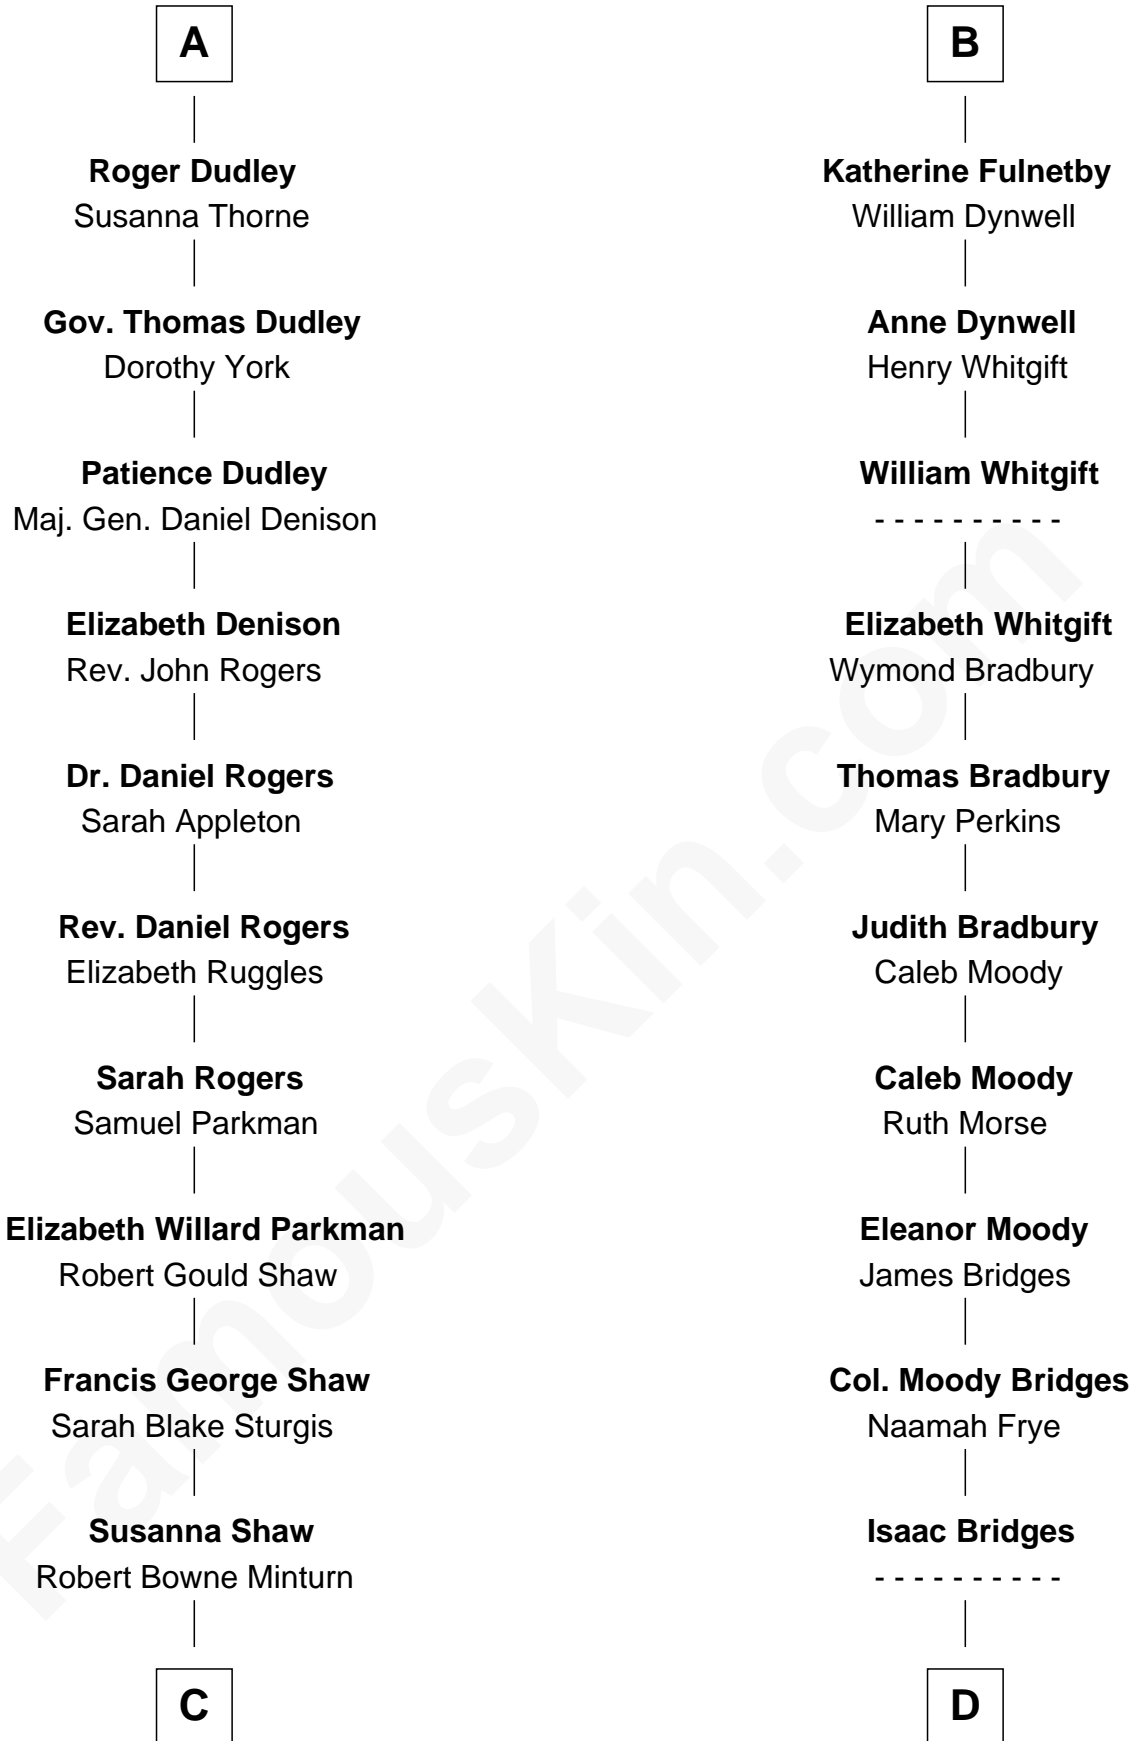 A
Roger Dudley
Susanna Thorne
Gov. Thomas Dudley
Dorothy York
Patience Dudley
Maj. Gen. Daniel Denison
Elizabeth Denison
Rev. John Rogers
Dr. Daniel Rogers
Sarah Appleton
Rev. Daniel Rogers
Elizabeth Ruggles
Sarah Rogers
Samuel Parkman
Elizabeth Willard Parkman
Robert Gould Shaw
Francis George Shaw
Sarah Blake Sturgis
Susanna Shaw
Robert Bowne Minturn
C
B
Katherine Fulnetby
William Dynwell
Anne Dynwell
Henry Whitgift
William Whitgift
- - - - - - - - - -
Elizabeth Whitgift
Wymond Bradbury
Thomas Bradbury
Mary Perkins
Judith Bradbury
Caleb Moody
Caleb Moody
Ruth Morse
Eleanor Moody
James Bridges
Col. Moody Bridges
Naamah Frye
Isaac Bridges
- - - - - - - - - -
D
FamousKin.com